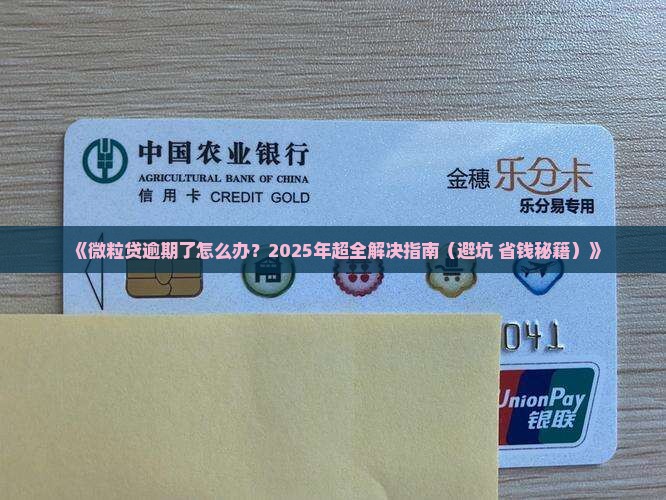 中国农业银行
AGRICULTURAL BANK OF CHINA
信用卡 CREDIT GOLD
金穗 乐分卡
乐分易专用
《微粒贷逾期了怎么办？2025年超全解决指南（避坑 省钱秘籍）》
041
UnionPay
银联